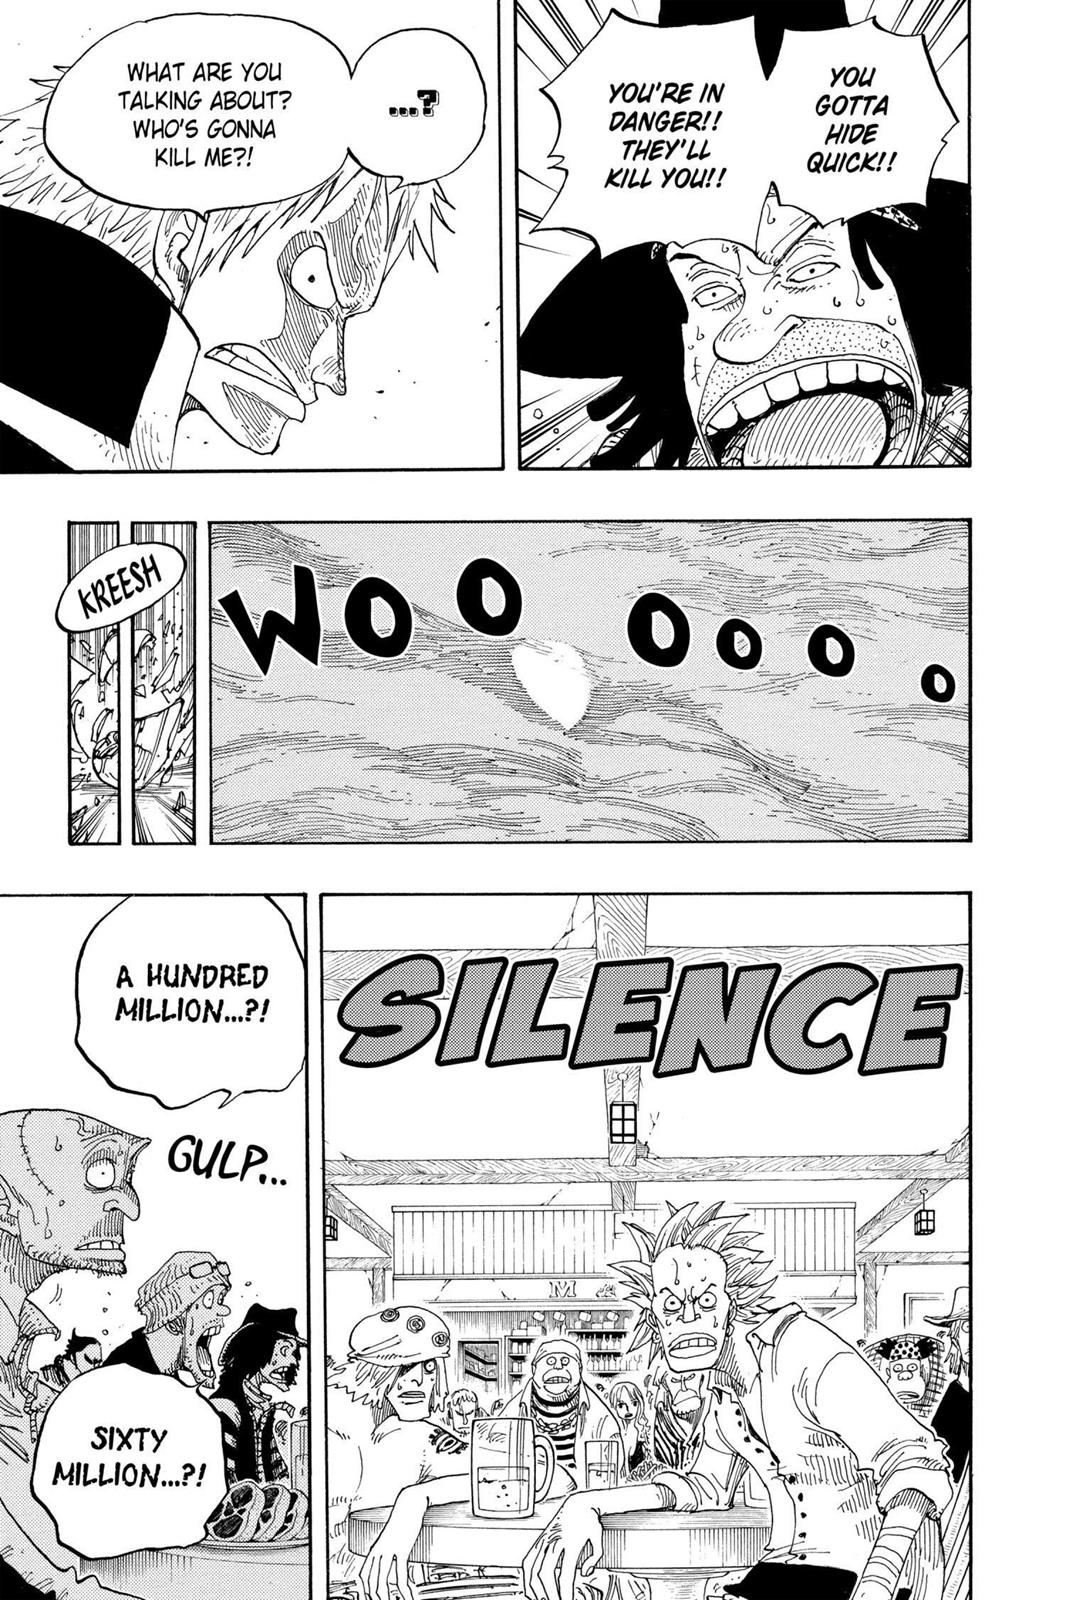 YOU
GOTTA
HIDE
QUICK!!
YOU'RE IN
DANGER!!
THEY'LL
KILL YOU!!
...?
WHAT ARE YOU
TALKING ABOUT?
WHO'S GONNA
KILL ME?!
WOO OOOO
KREESH
SILENCE
M
A HUNDRED
MILLION...?!
GULP...
SIXTY
MILLION...?!